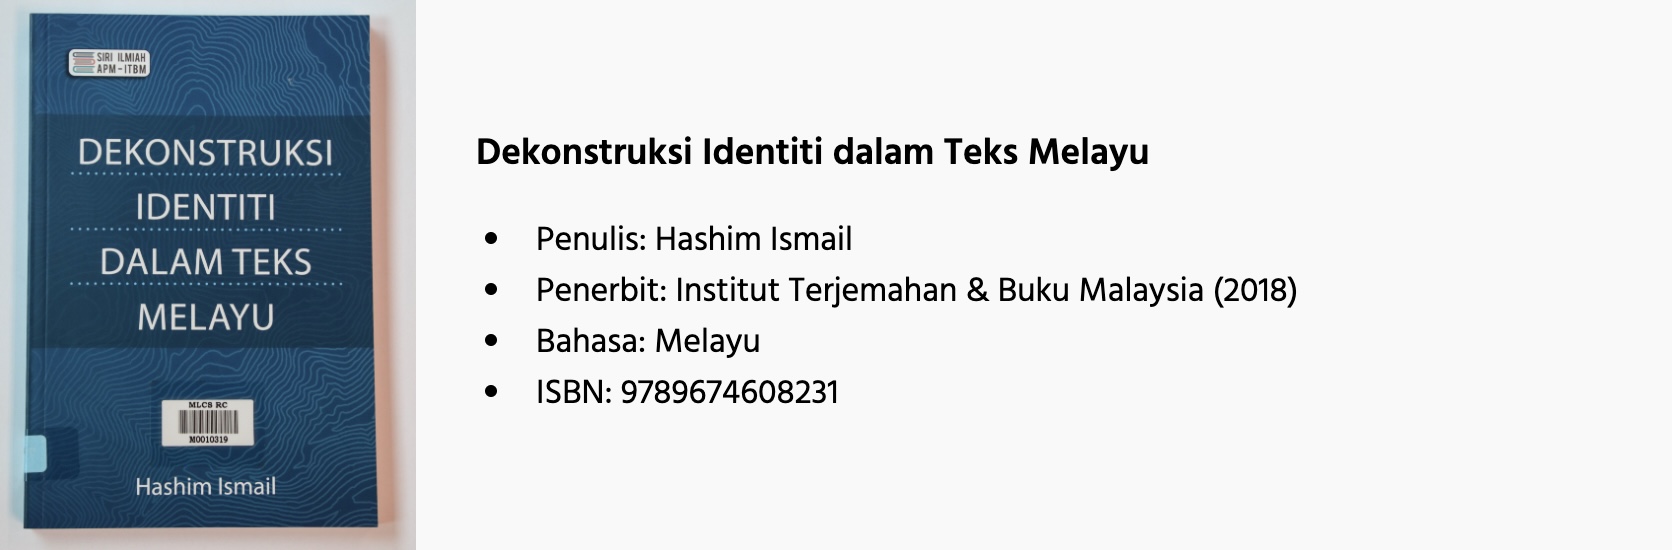 SIRI ILMIAH
APM-ITBM
DEKONSTRUKSI
IDENTITI
DALAM TEKS
MELAYU
MLCS RC
M0010319
Hashim Ismail
Dekonstruksi Identiti dalam Teks Melayu
• Penulis: Hashim Ismail
• Penerbit: Institut Terjemahan & Buku Malaysia (2018)
• Bahasa: Melayu
• ISBN: 9789674608231